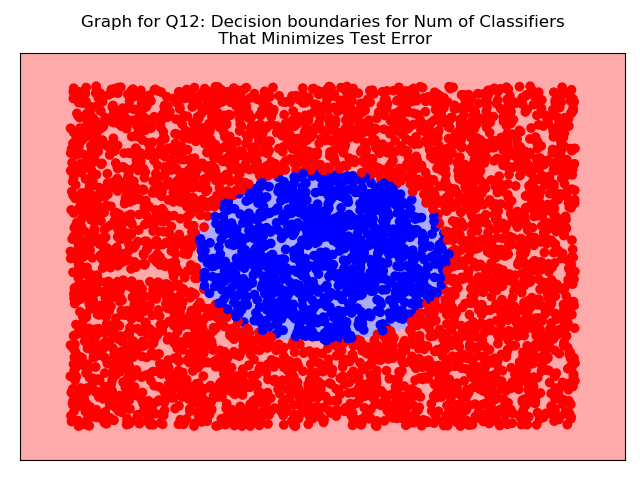 Graph for Q12: Decision boundaries for Num of Classifiers
That Minimizes Test Error